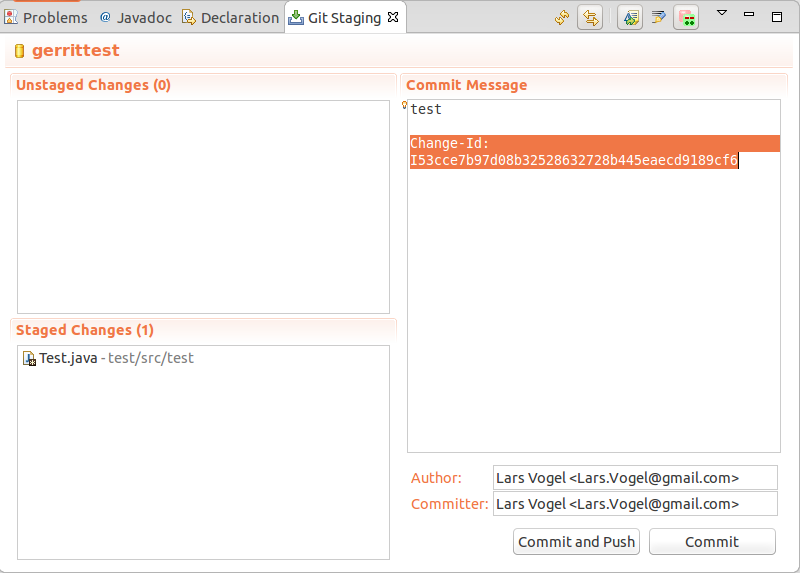 Problems @ Javadoc Declaration Git Staging
gerrittest
Unstaged Changes (0)
Commit Message
test
Change-Id:
I53cce7b97d08b32528632728b445eaecd9189cf6
Staged Changes (1)
Test.java - test/src/test
Author: Lars Vogel <Lars.Vogel@gmail.com>
Committer: Lars Vogel <Lars.Vogel@gmail.com>
Commit and Push Commit